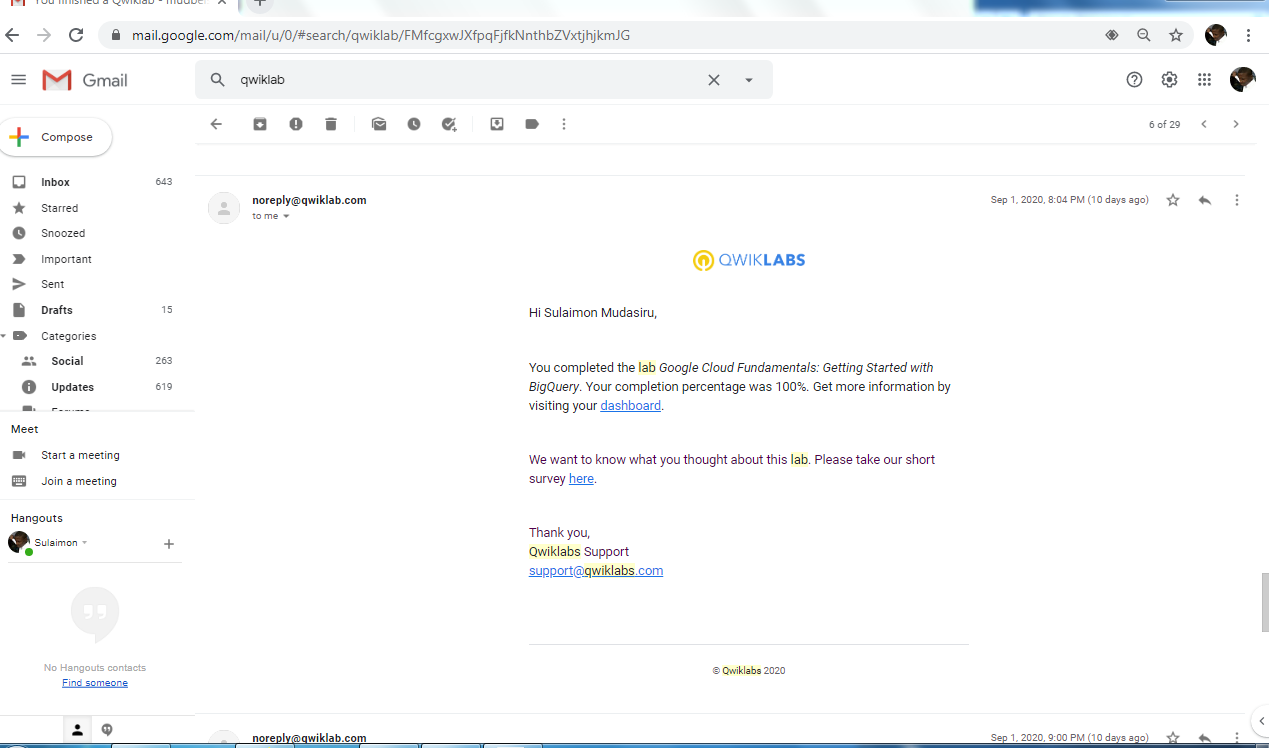 You finished a Qwiklab - mudber
mail.google.com/mail/u/0/#search/qwiklab/FMfcgxwJXfpqFjfkNnthbZVxtjhjkmJG
Gmail
qwiklab
Compose
6 of 29
Inbox 643
Starred
Snoozed
Important
Sent
Drafts 15
Categories
Social 263
Updates 619
Forums
Meet
Start a meeting
Join a meeting
Hangouts
Sulaimon
No Hangouts contacts
Find someone
noreply@qwiklab.com
Sep 1, 2020, 8:04 PM (10 days ago)
to me
QWIKLABS
Hi Sulaimon Mudasiru,
You completed the lab Google Cloud Fundamentals: Getting Started with
BigQuery. Your completion percentage was 100%. Get more information by
visiting your dashboard.
We want to know what you thought about this lab. Please take our short
survey here.
Thank you,
Qwiklabs Support
support@qwiklabs.com
© Qwiklabs 2020
noreply@qwiklab.com
Sep 1, 2020, 9:00 PM (10 days ago)